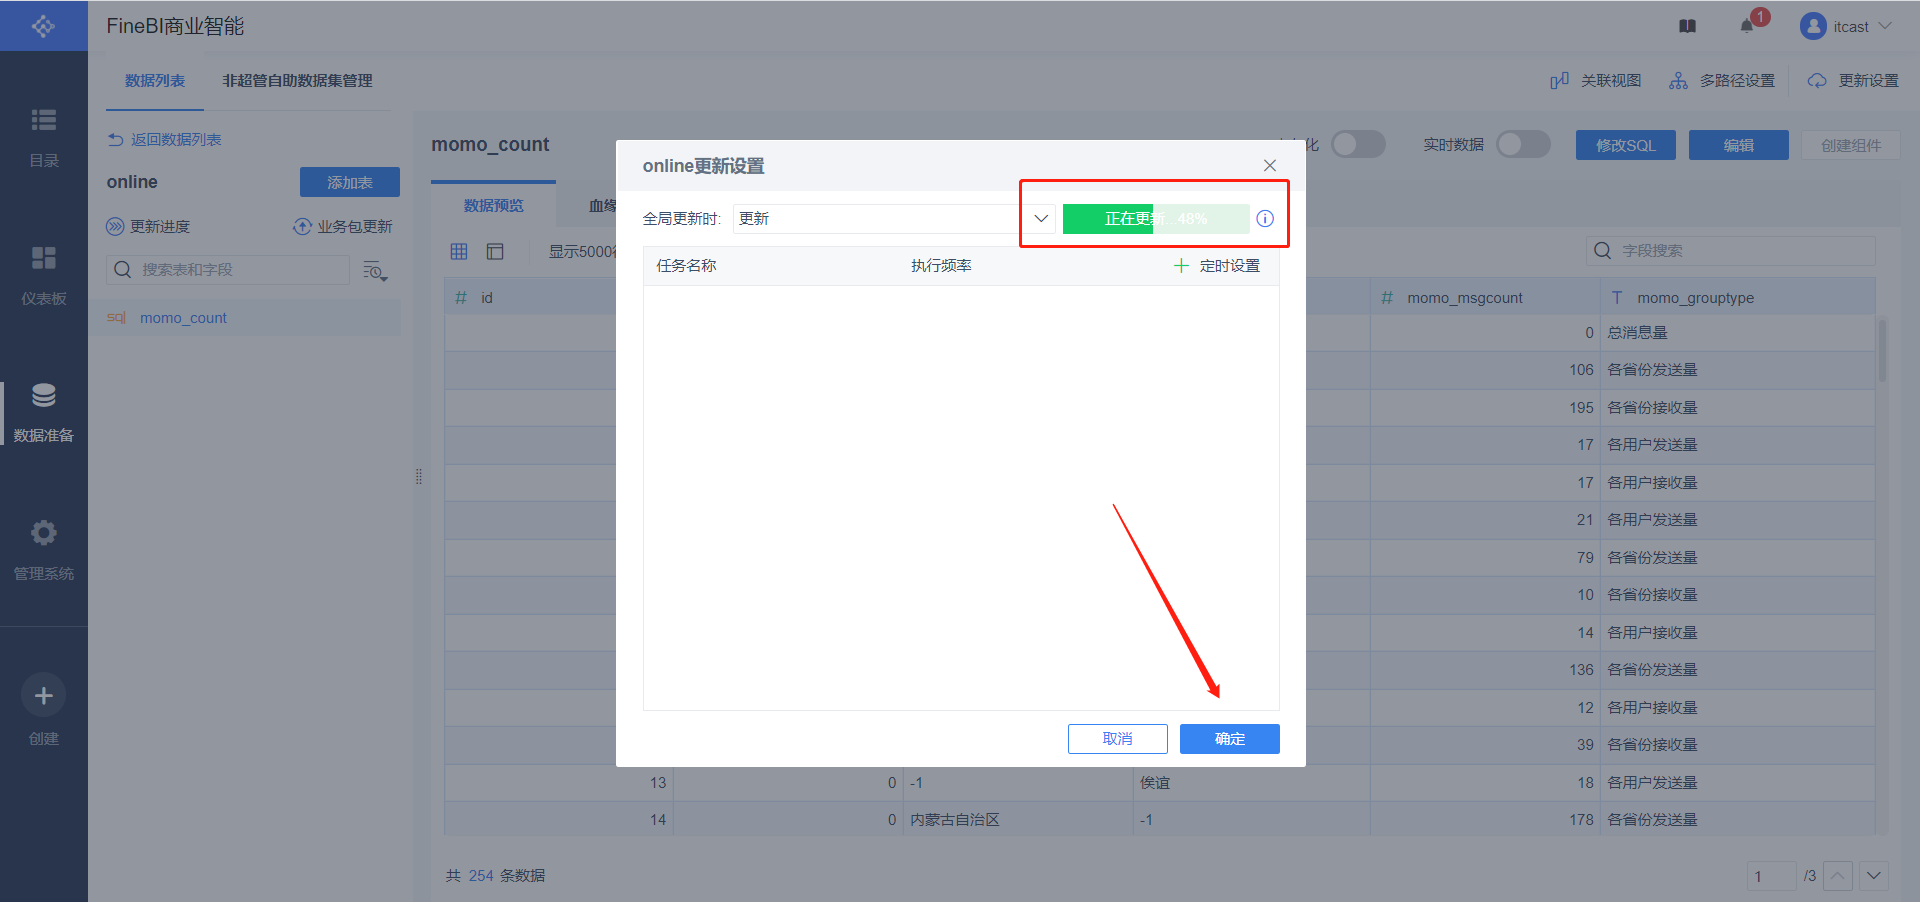 FineBI商业智能
1
itcast
数据列表
非超管自助数据集管理
关联视图
多路径设置
更新设置
目录
仪表板
数据准备
管理系统
创建
返回数据列表
online
添加表
更新进度
业务包更新
搜索表和字段
sql momo_count
momo_count
实时数据
修改SQL
编辑
创建组件
数据预览
血缘
显示5000
字段搜索
# id
# momo_msgcount
T momo_grouptype
0 总消息量
106 各省份发送量
195 各省份接收量
17 各用户发送量
17 各用户接收量
21 各用户发送量
79 各省份发送量
10 各省份接收量
14 各用户接收量
136 各省份发送量
12 各用户接收量
39 各省份接收量
13 0 -1 俟谊 18 各用户发送量
14 0 内蒙古自治区 -1 178 各省份发送量
共 254 条数据
1 /3
online更新设置
全局更新时:
更新
正在更新...48%
任务名称
执行频率
定时设置
取消
确定